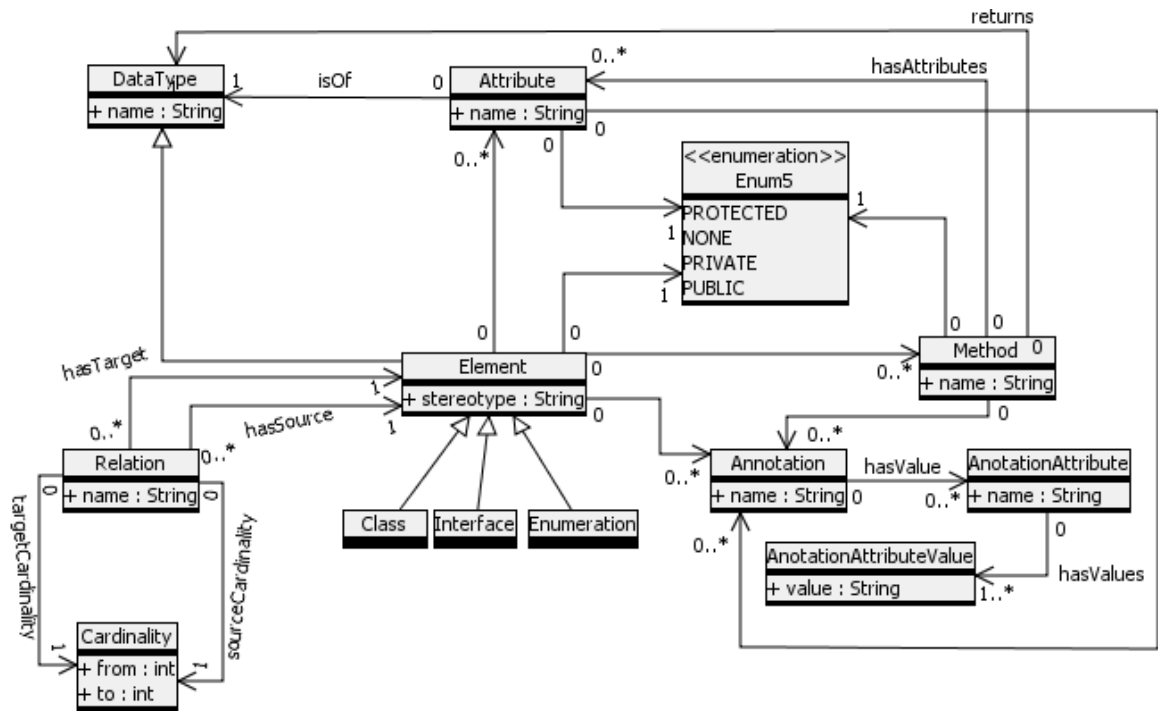 returns
DataType
+ name : String
1
isOf
0
Attribute
+ name : String
0..*
hasAttributes
0
0
0..*
<<enumeration>>
Enum5
PROTECTED
NONE
PRIVATE
PUBLIC
1
1
1
0
0
0
0
0
Method
+ name : String
0
0..*
hasTarget
1
0..*
Element
+ stereotype : String
0
0
hasSource
1
0..*
Relation
+ name : String
0
0
targetCardinality
1
sourceCardinality
1
Cardinality
+ from : int
+ to : int
Class
Interface
Enumeration
0..*
0..*
Annotation
+ name : String
0..*
hasValue
0
0..*
AnotationAttribute
+ name : String
0
hasValues
1..*
AnotationAttributeValue
+ value : String